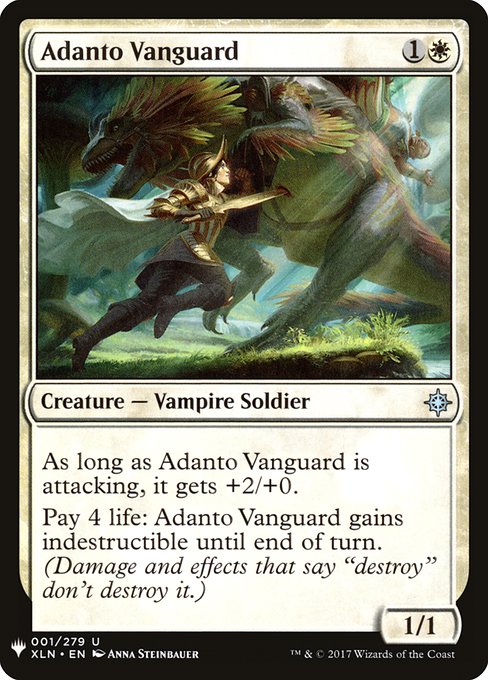 Adanto Vanguard 1
Creature — Vampire Soldier
As long as Adanto Vanguard is
attacking, it gets +2/+0.
Pay 4 life: Adanto Vanguard gains
indestructible until end of turn.
(Damage and effects that say “destroy”
don’t destroy it.)
1/1
001/279 U
XLN • EN Anna Steinbauer
™ & © 2017 Wizards of the Coast